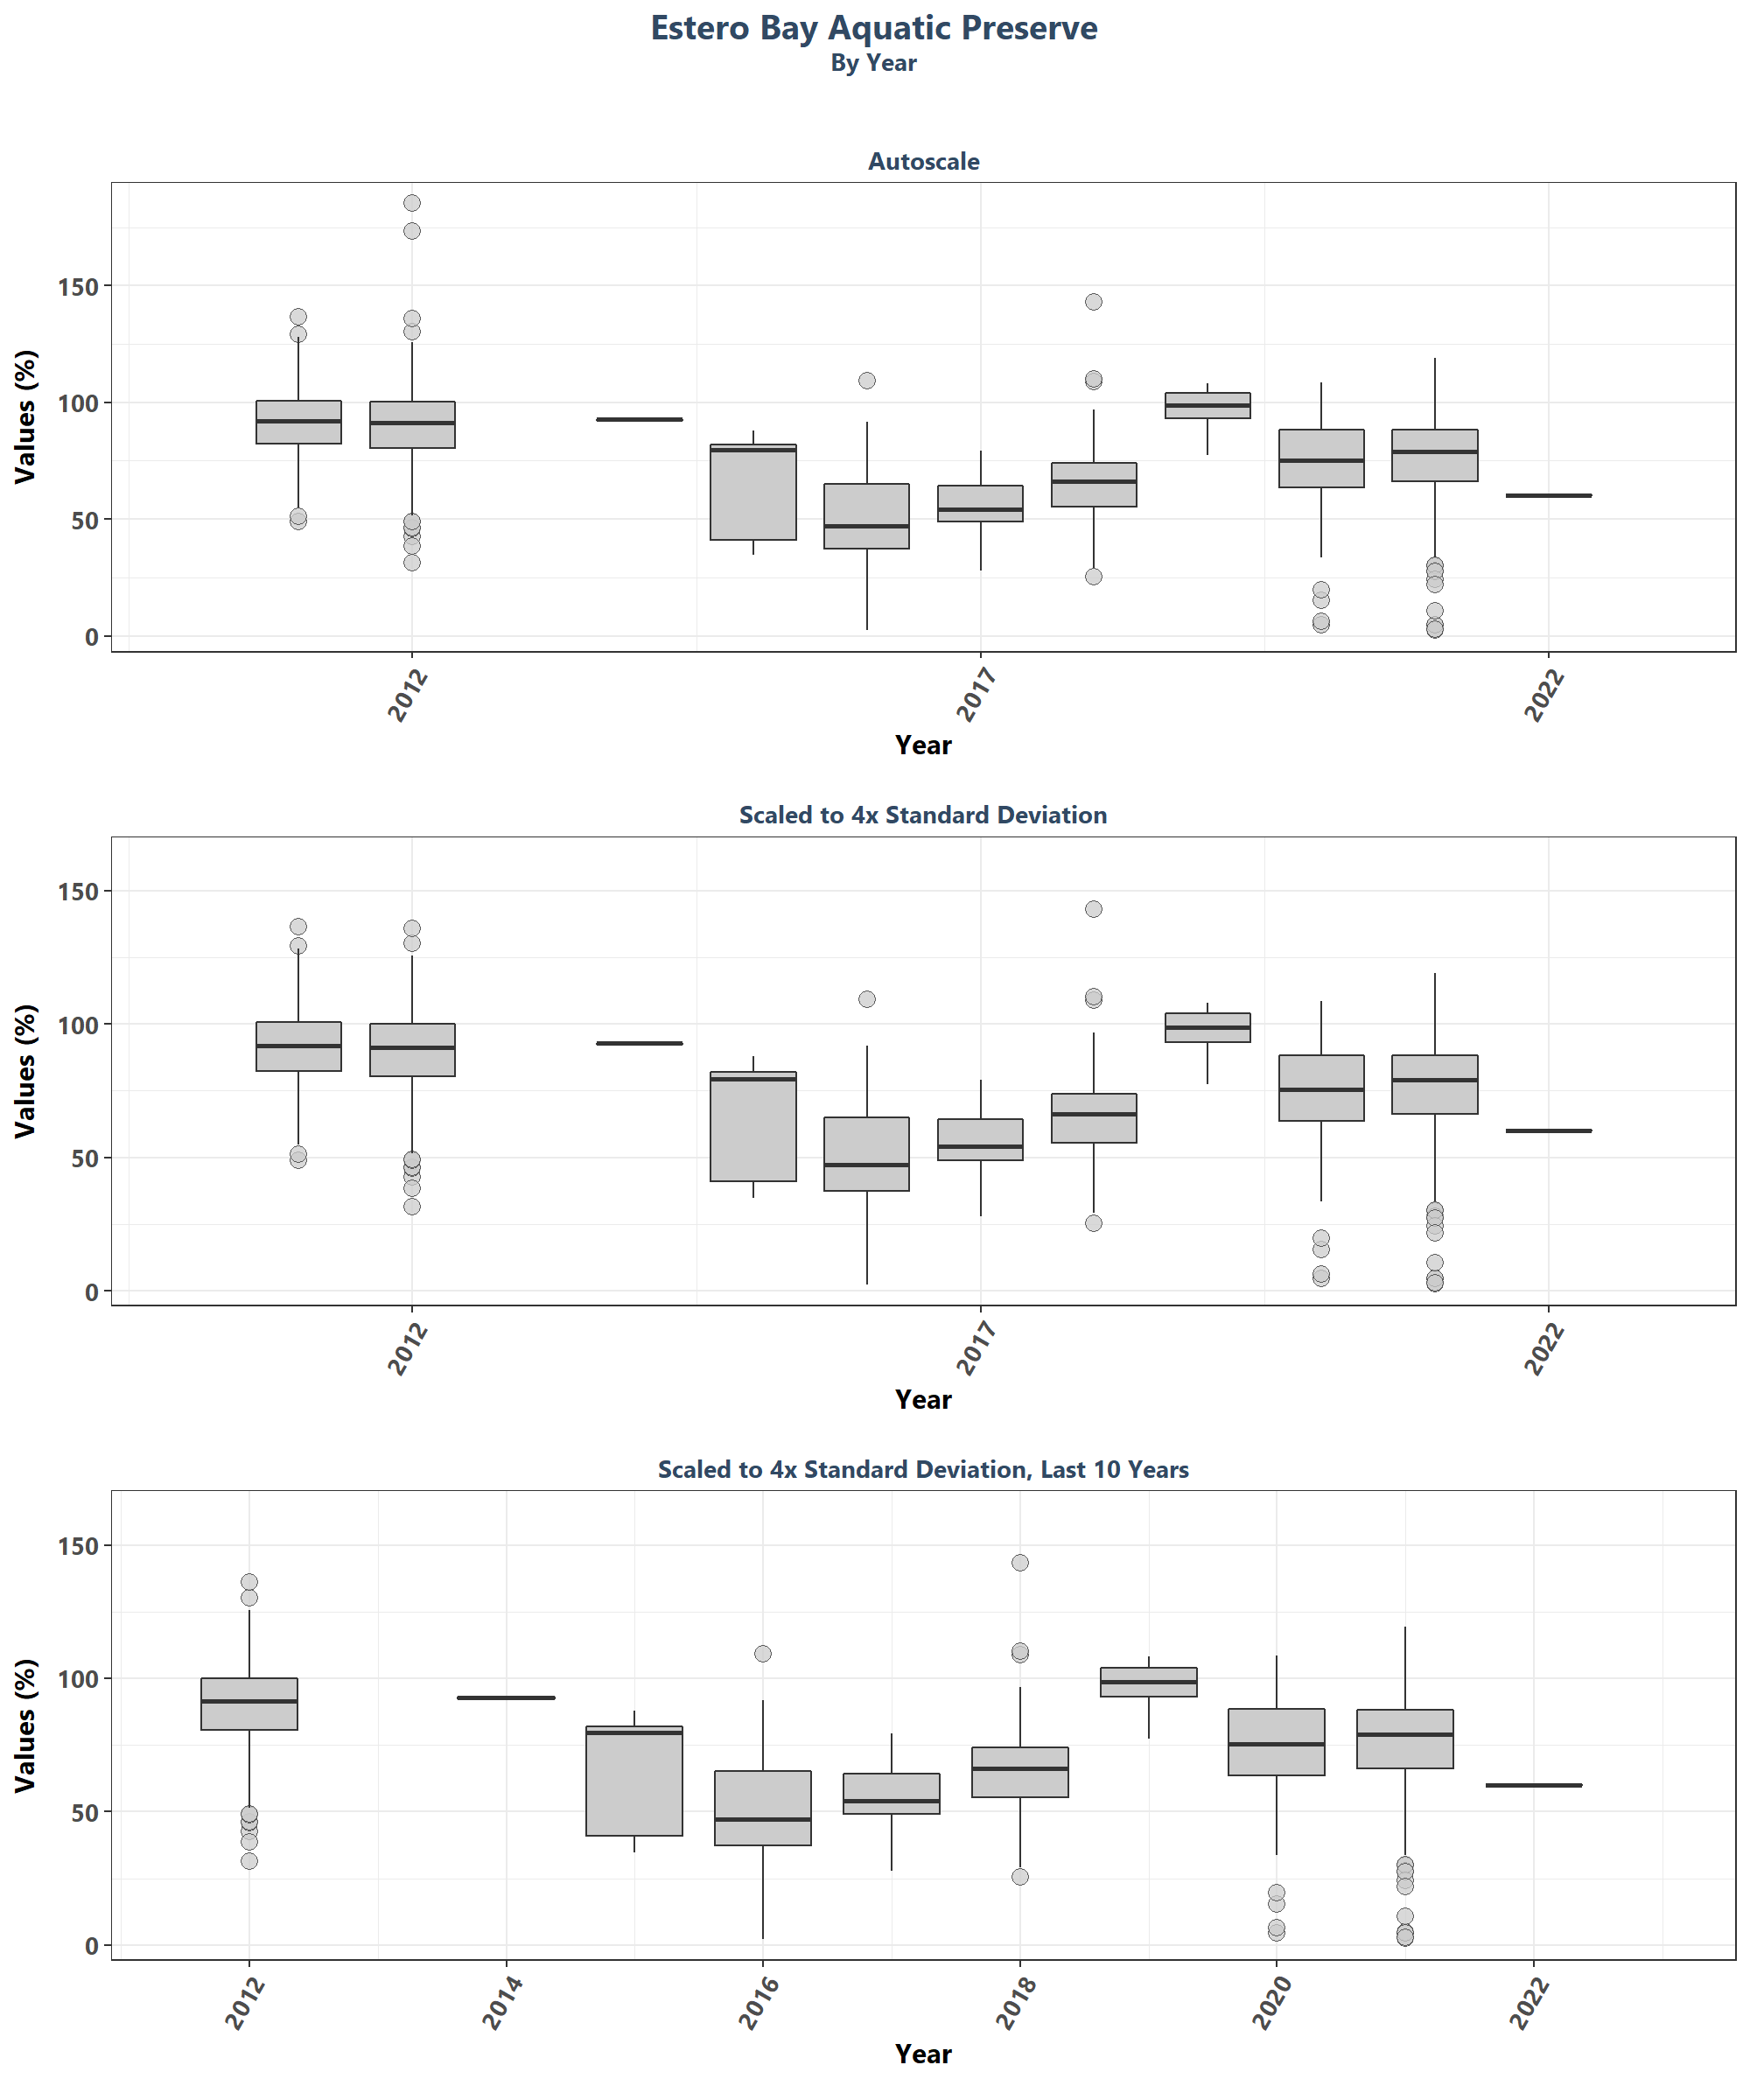 Estero Bay Aquatic Preserve
By Year
Autoscale
Values (%)
150
100
50
0
2012
2017
2022
Year
Scaled to 4x Standard Deviation
Values (%)
150
100
50
0
2012
2017
2022
Year
Scaled to 4x Standard Deviation, Last 10 Years
Values (%)
150
100
50
0
2012
2014
2016
2018
2020
2022
Year